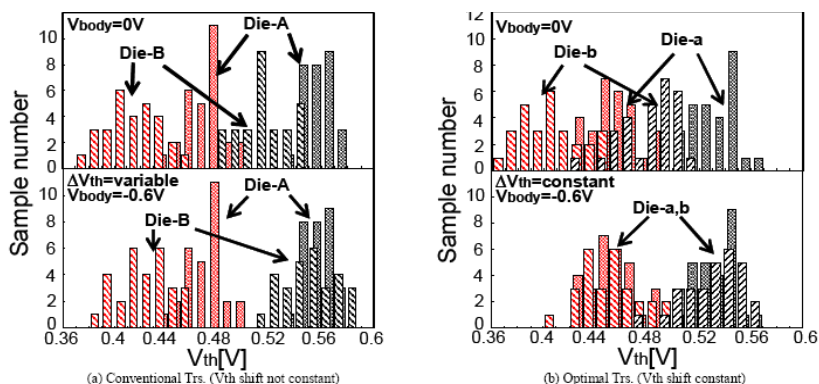 Vbody=0V
Die-A
Die-B
12
10
8
6
4
2
0
Sample number
ΔVth=variable
Vbody=-0.6V
Die-A
Die-B
10
8
6
4
2
0
0.36
0.4
0.44
0.48
0.52
0.56
0.6
Vth[V]
(a) Conventional Trs. (Vth shift not constant)
12
Vbody=0V
Die-a
Die-b
10
8
6
4
2
0
Sample number
ΔVth=constant
Vbody=-0.6V
Die-a,b
10
8
6
4
2
0
0.36
0.4
0.44
0.48
0.52
0.56
0.6
Vth[V]
(b) Optimal Trs. (Vth shift constant)